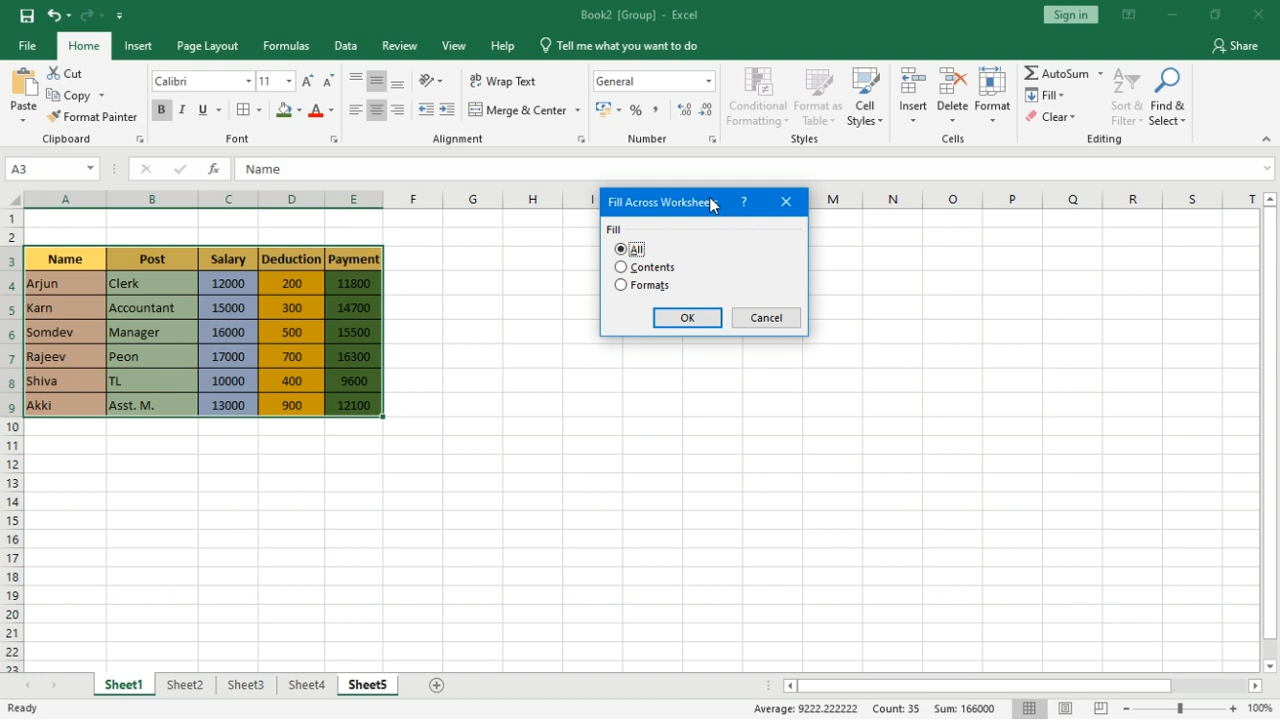 Book2 [Group] - Excel
Sign in
File Home Insert Page Layout Formulas Data Review View Help Tell me what you want to do Share
Paste
Cut
Copy
Format Painter
Clipboard
Calibri 11
B I U A
Font
Wrap Text
Merge & Center
Alignment
General
%
Number
Conditional Formatting
Format as Table
Cell Styles
Styles
Insert Delete Format
Cells
AutoSum
Fill
Clear
Sort & Filter
Find & Select
Editing
A3 fx Name
A B C D E F G H I M N O P Q R S T
1
2
3 Name Post Salary Deduction Payment
4 Arjun Clerk 12000 200 11800
5 Karn Accountant 15000 300 14700
6 Somdev Manager 16000 500 15500
7 Rajeev Peon 17000 700 16300
8 Shiva TL 10000 400 9600
9 Akki Asst. M. 13000 900 12100
10
11
12
13
14
15
16
17
18
19
20
21
22
23
Fill Across Worksheets ?
Fill
All
Contents
Formats
OK Cancel
Sheet1 Sheet2 Sheet3 Sheet4 Sheet5
Ready Average: 9222.222222 Count: 35 Sum: 166000 100%